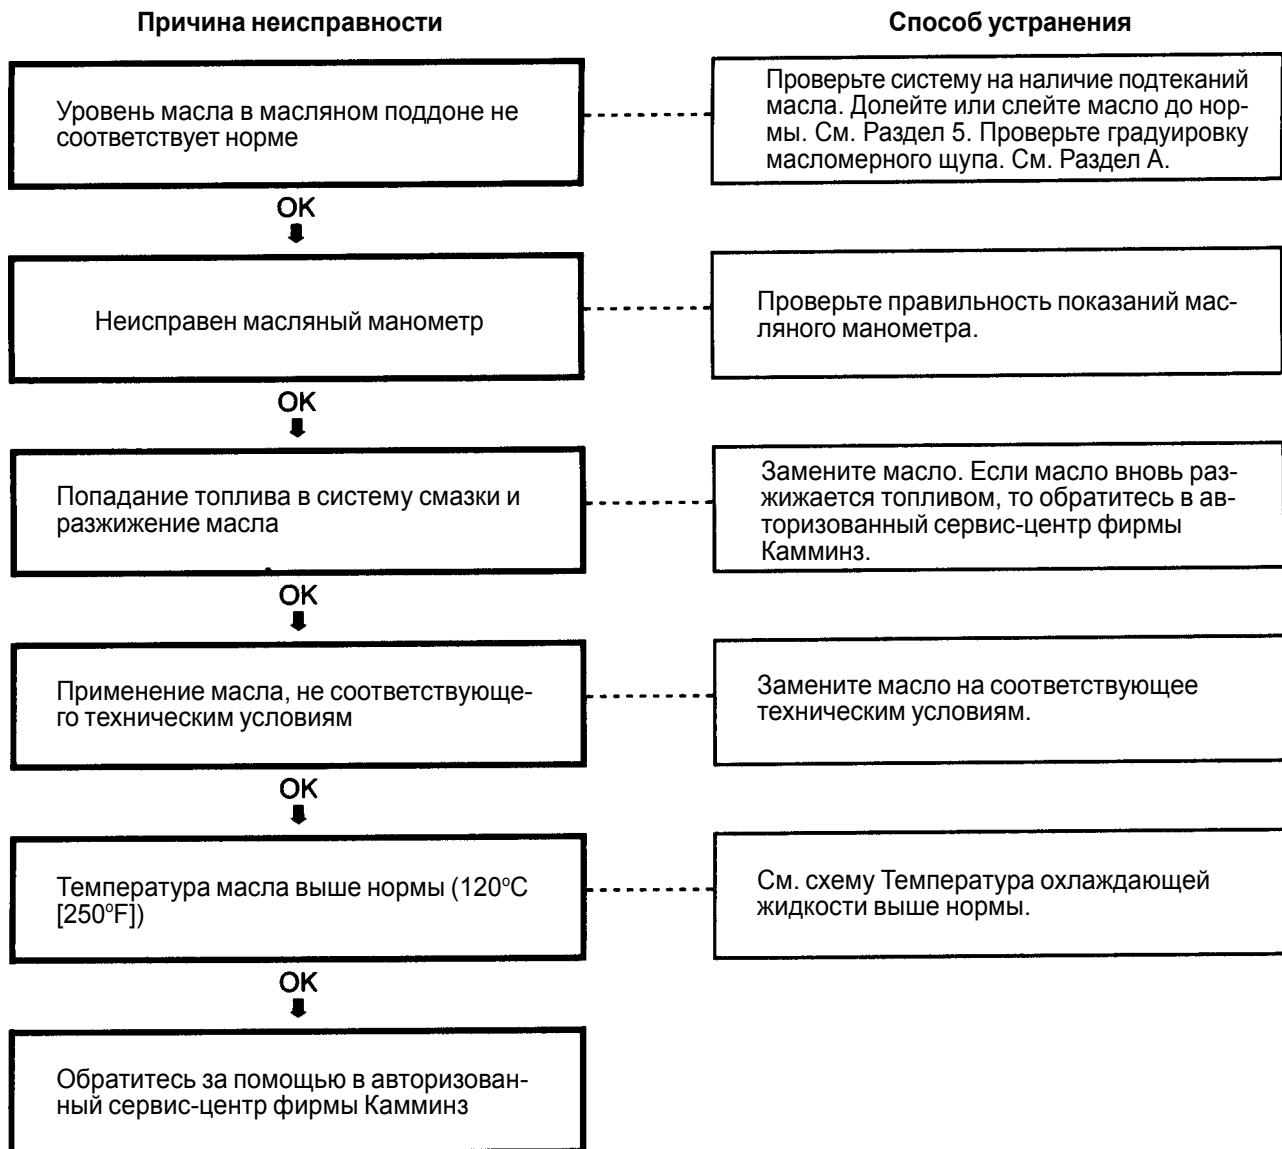 Причина неисправности
Способ устранения
Уровень масла в масляном поддоне не
соответствует норме
Проверьте систему на наличие подтеканий
масла. Долейте или слейте масло до нор-
мы. См. Раздел 5. Проверьте градуировку
масломерного щупа. См. Раздел А.
OK
Неисправен масляный манометр
Проверьте правильность показаний мас-
ляного манометра.
OK
Попадание топлива в систему смазки и
разжижение масла
Замените масло. Если масло вновь раз-
жижается топливом, то обратитесь в ав-
торизованный сервис-центр фирмы
Камминз.
OK
Применение масла, не соответствующе-
го техническим условиям
Замените масло на соответствующее
техническим условиям.
OK
Температура масла выше нормы (120°C
[250°F])
См. схему Температура охлаждающей
жидкости выше нормы.
OK
Обратитесь за помощью в авторизован-
ный сервис-центр фирмы Камминз